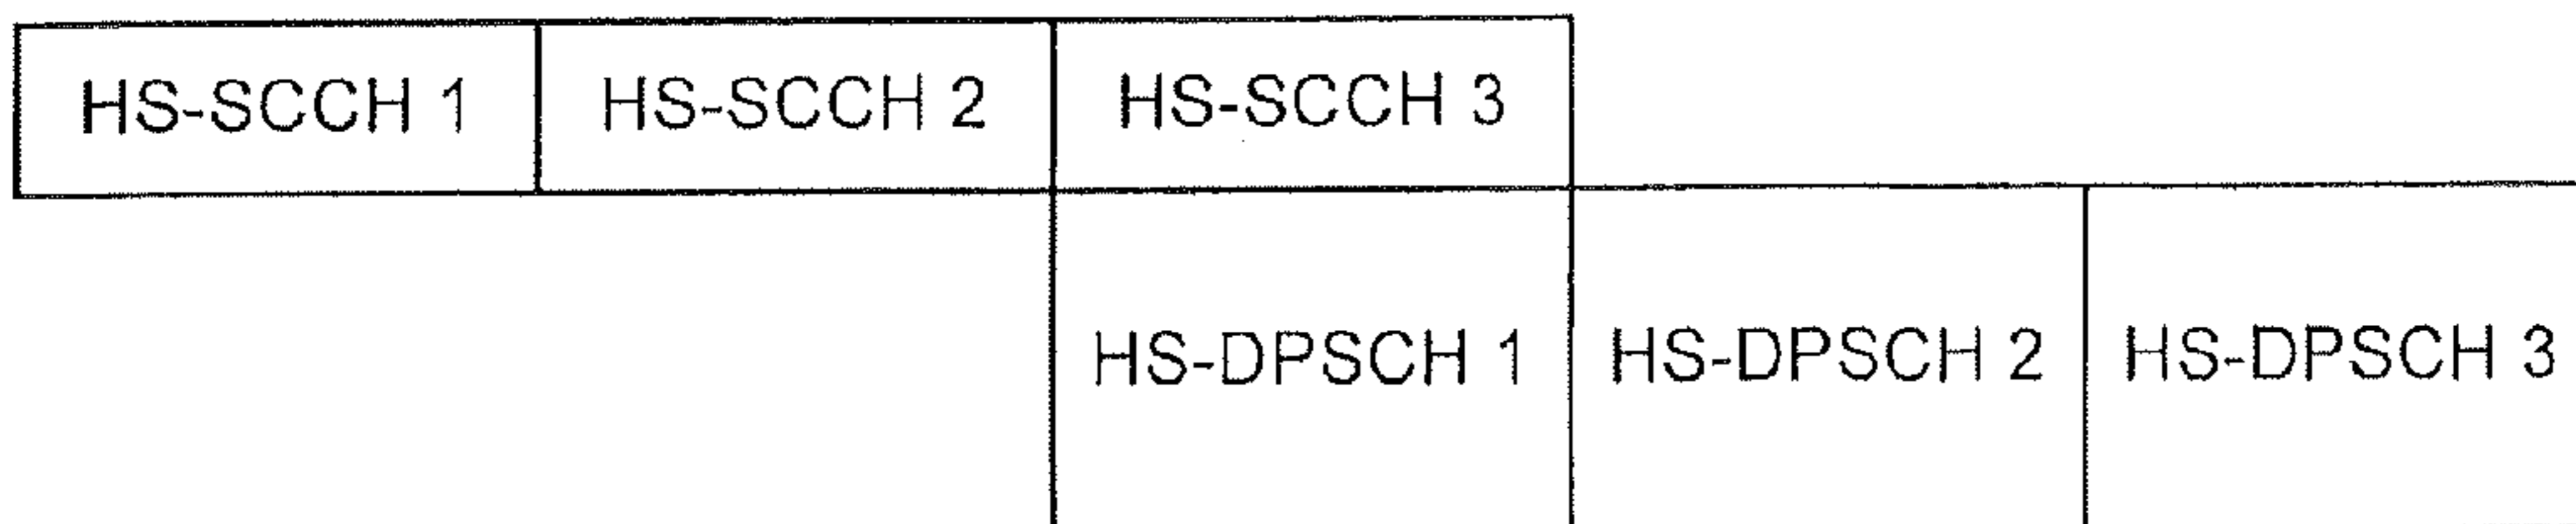 HS-SCCH 1 HS-SCCH 2 HS-SCCH 3
HS-DPSCH 1 HS-DPSCH 2 HS-DPSCH 3